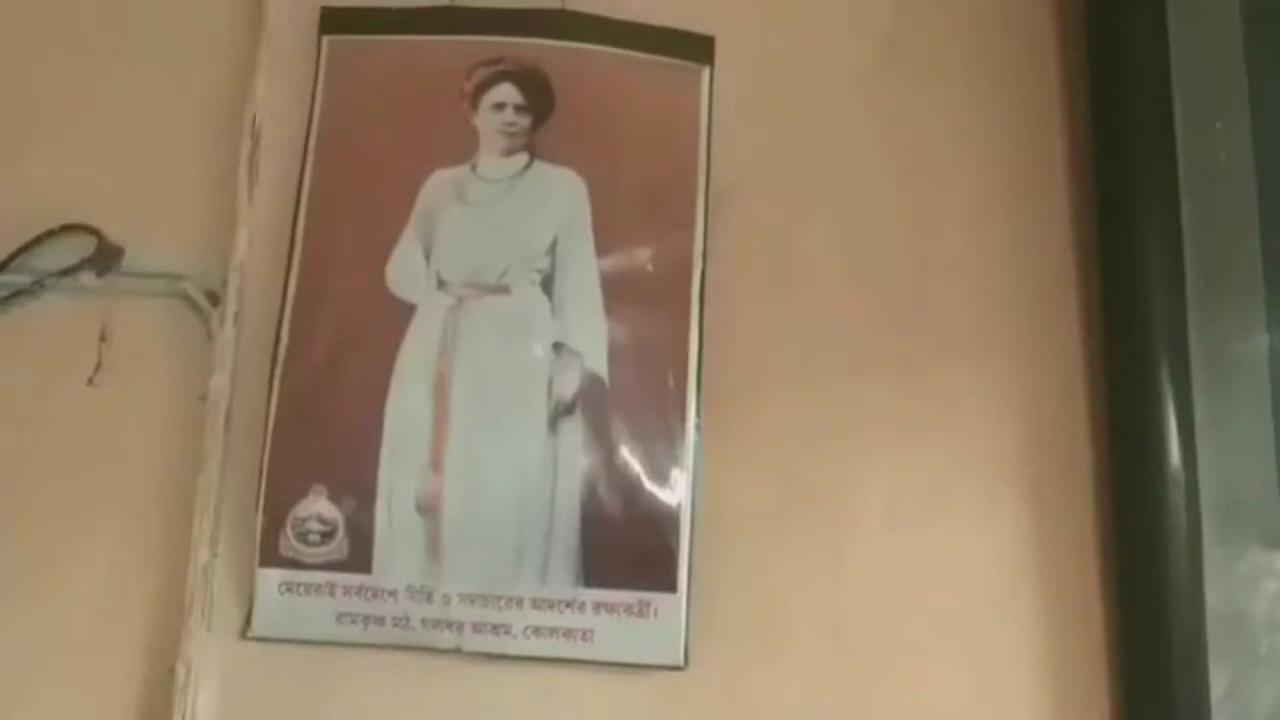 মেয়েরাই সর্বদেশে নীতি ও সদাচারের আদর্শের রক্ষাকর্ত্রী।
রামকৃষ্ণ মঠ, গদাধর আশ্রম, কোলকাতা